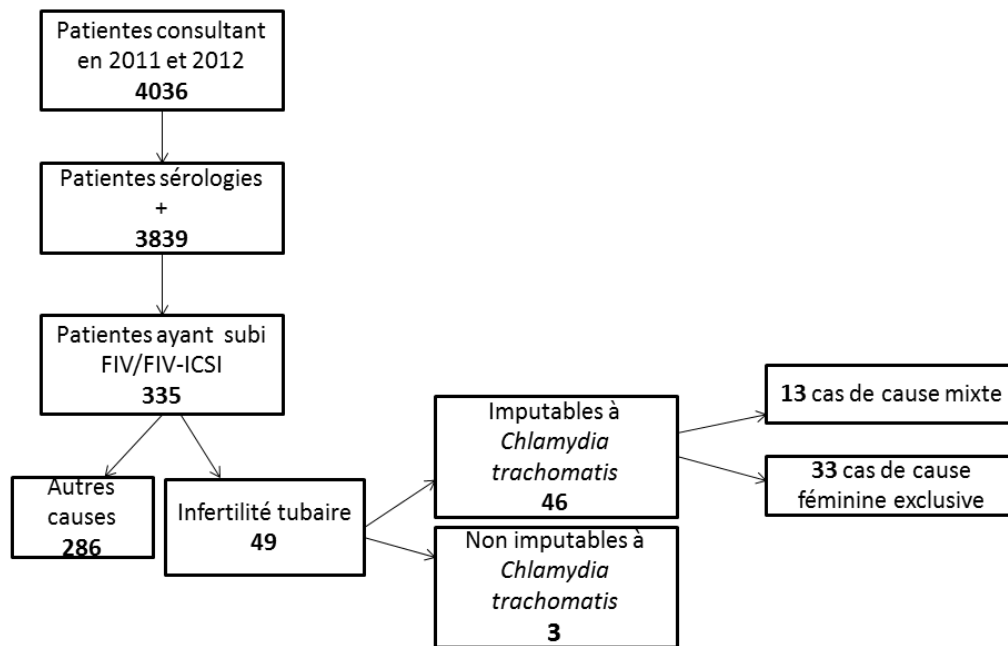 Patientes consultant
en 2011 et 2012
4036
Patientes sérologies
+
3839
Patientes ayant subi
FIV/FIV-ICSI
335
Autres
causes
286
Infertilité tubaire
49
Imputables à
Chlamydia
trachomatis
46
Non imputables à
Chlamydia
trachomatis
3
13 cas de cause mixte
33 cas de cause
féminine exclusive